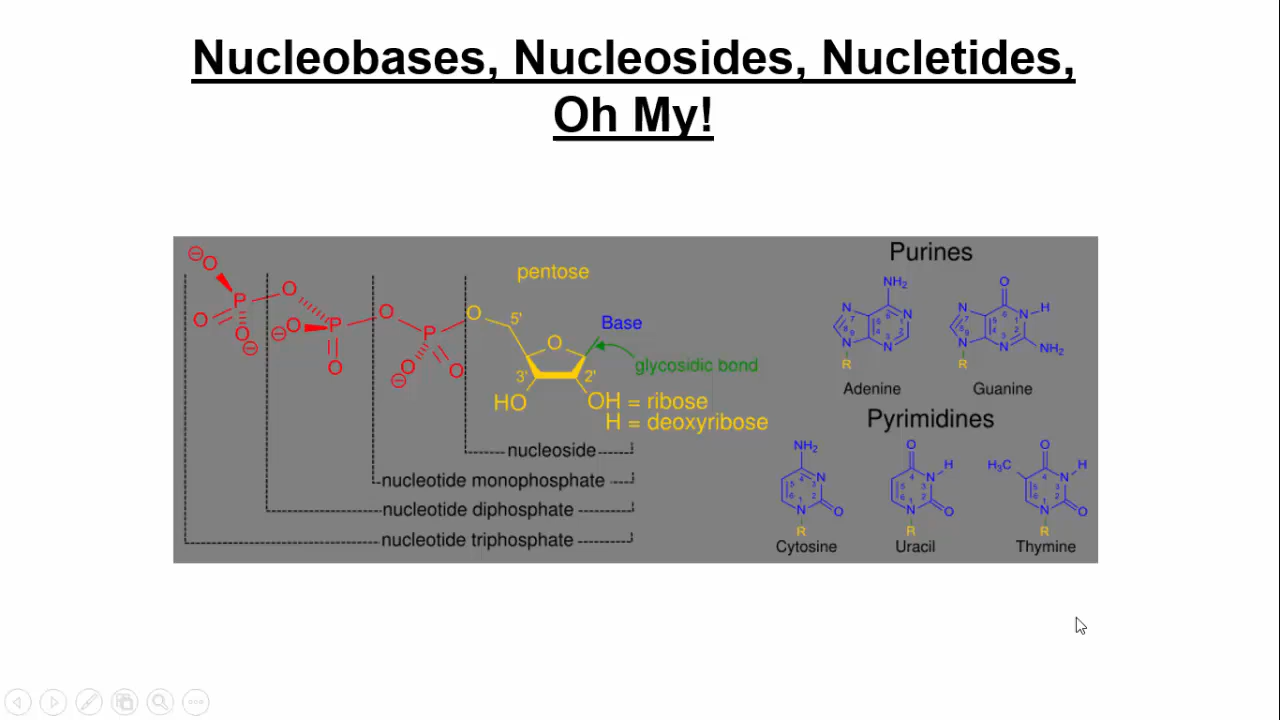 Nucleobases, Nucleosides, Nucletides,
Oh My!
pentose
Base
glycosidic bond
5'
3'
2'
O
HO
OH = ribose
H = deoxyribose
O
P
O
O
O
O
P
O
O
O
P
O
O
O
nucleoside
nucleotide monophosphate
nucleotide diphosphate
nucleotide triphosphate
Purines
NH₂
N
N
N
N
R
Adenine
O
N
N
H
N
N
NH₂
R
Guanine
Pyrimidines
NH₂
N
N
O
R
Cytosine
O
N
H
N
O
R
Uracil
H₃C
O
N
H
N
O
R
Thymine